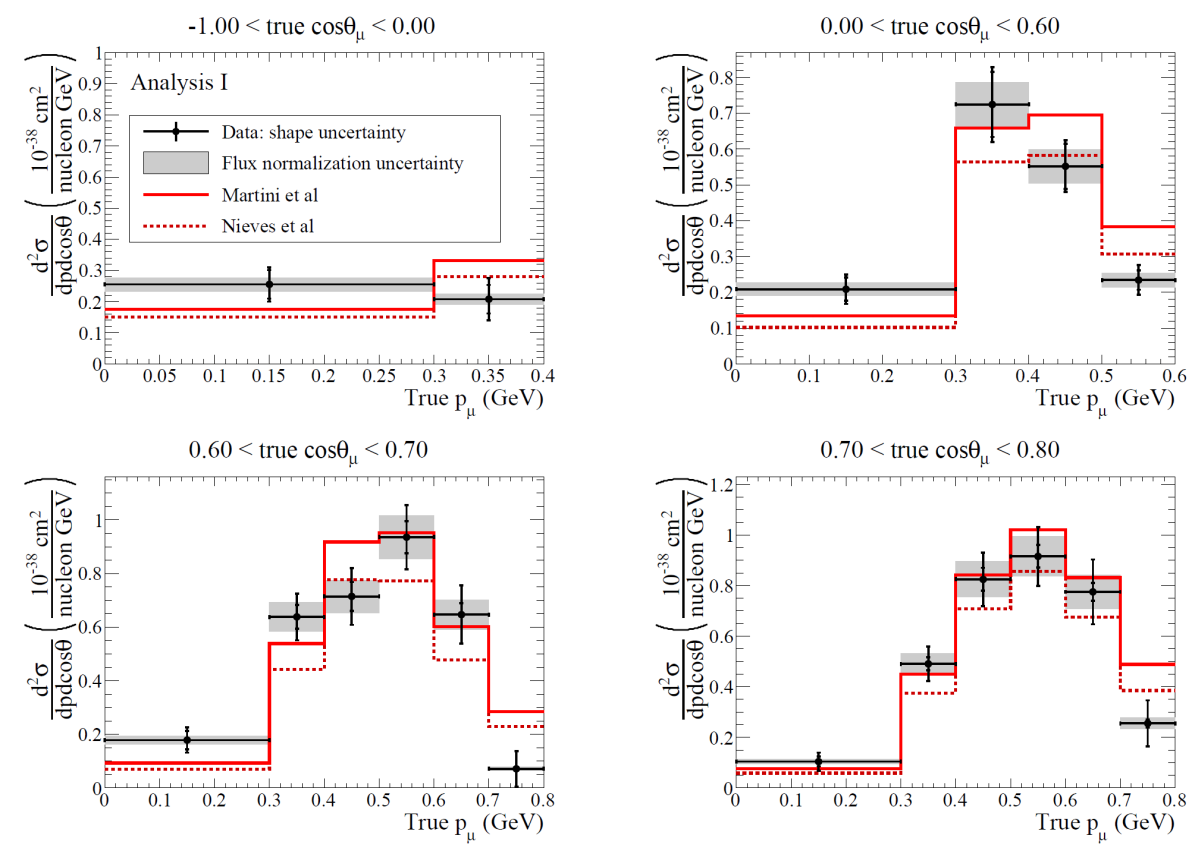 -1.00 < true cosθμ < 0.00
d²σ/dpdcosθ (10⁻³⁸ cm²/nucleon GeV)
1
0.9
0.8
0.7
0.6
0.5
0.4
0.3
0.2
0.1
0
Analysis I
Data: shape uncertainty
Flux normalization uncertainty
Martini et al
Nieves et al
0 0.05 0.1 0.15 0.2 0.25 0.3 0.35 0.4
True pμ (GeV)
0.00 < true cosθμ < 0.60
d²σ/dpdcosθ (10⁻³⁸ cm²/nucleon GeV)
0.8
0.7
0.6
0.5
0.4
0.3
0.2
0.1
0
0 0.1 0.2 0.3 0.4 0.5 0.6
True pμ (GeV)
0.60 < true cosθμ < 0.70
d²σ/dpdcosθ (10⁻³⁸ cm²/nucleon GeV)
1
0.8
0.6
0.4
0.2
0
0 0.1 0.2 0.3 0.4 0.5 0.6 0.7 0.8
True pμ (GeV)
0.70 < true cosθμ < 0.80
d²σ/dpdcosθ (10⁻³⁸ cm²/nucleon GeV)
1.2
1
0.8
0.6
0.4
0.2
0
0 0.1 0.2 0.3 0.4 0.5 0.6 0.7 0.8
True pμ (GeV)